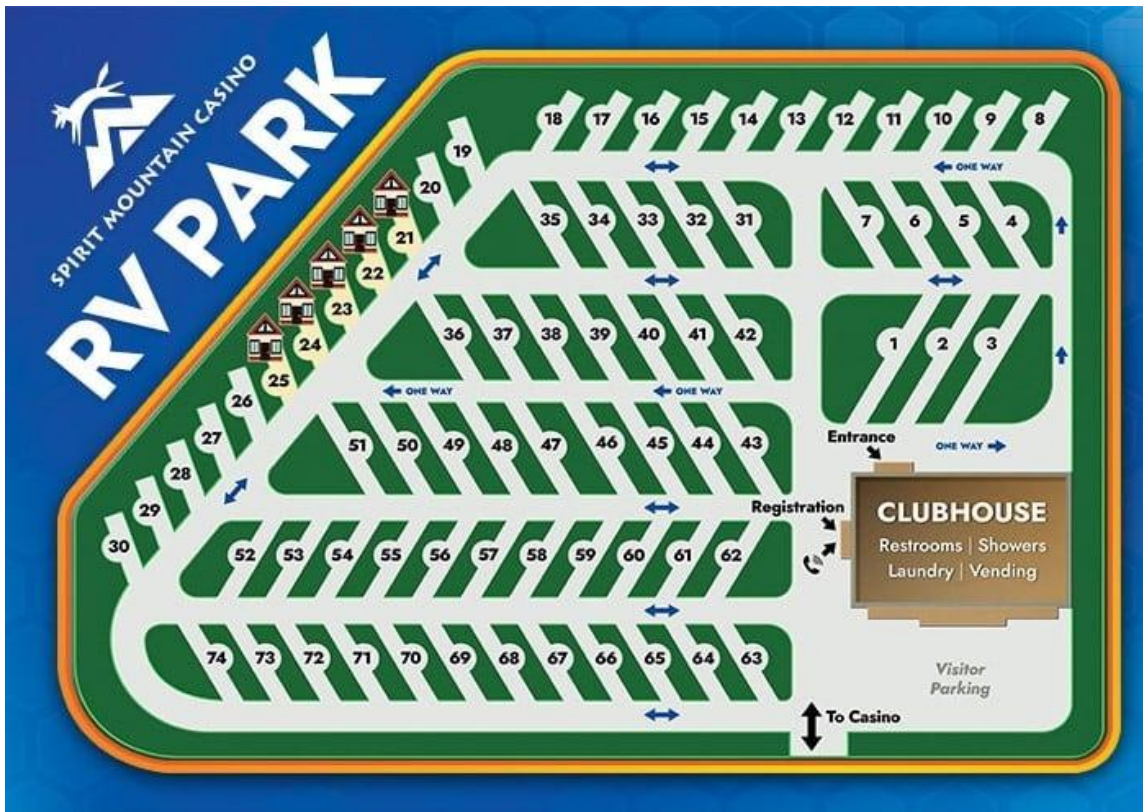 SPIRIT MOUNTAIN CASINO
RV PARK
18 17 16 15 14 13 12 11 10 9 8
19
20
21
22
23
24
25
26
27
28
29
30
ONE WAY
35 34 33 32 31
7 6 5 4
36 37 38 39 40 41 42
1 2 3
ONE WAY
ONE WAY
51 50 49 48 47 46 45 44 43
Entrance
ONE WAY
Registration
CLUBHOUSE
Restrooms | Showers
Laundry | Vending
52 53 54 55 56 57 58 59 60 61 62
74 73 72 71 70 69 68 67 66 65 64 63
Visitor
Parking
To Casino